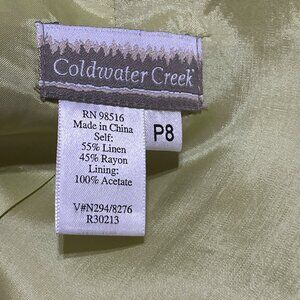 Coldwater Creek
RN 98516
Made in China
Self:
55% Linen
45% Rayon
Lining:
100% Acetate
V#N294/8276
R30213
P8